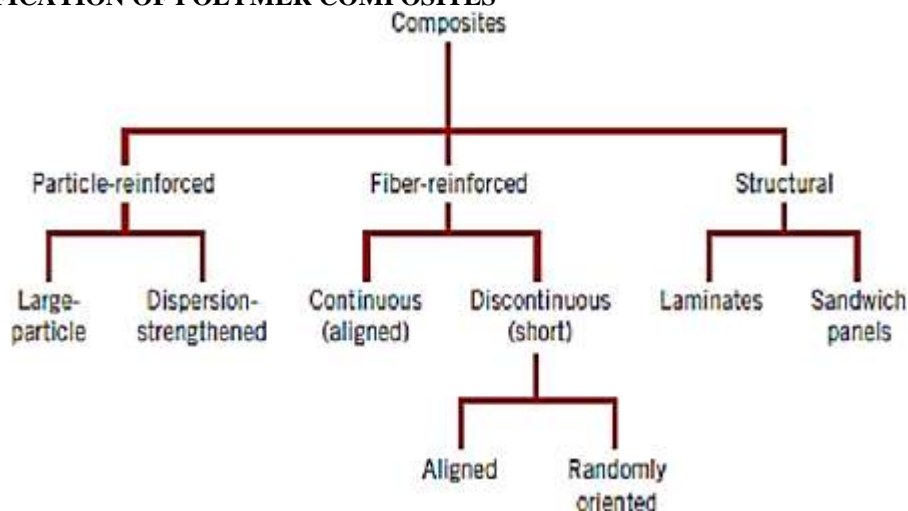 COMPOSITES
Composites
Particle-reinforced
Fiber-reinforced
Structural
Large-
particle
Dispersion-
strengthened
Continuous
(aligned)
Discontinuous
(short)
Laminates
Sandwich
panels
Aligned
Randomly
oriented